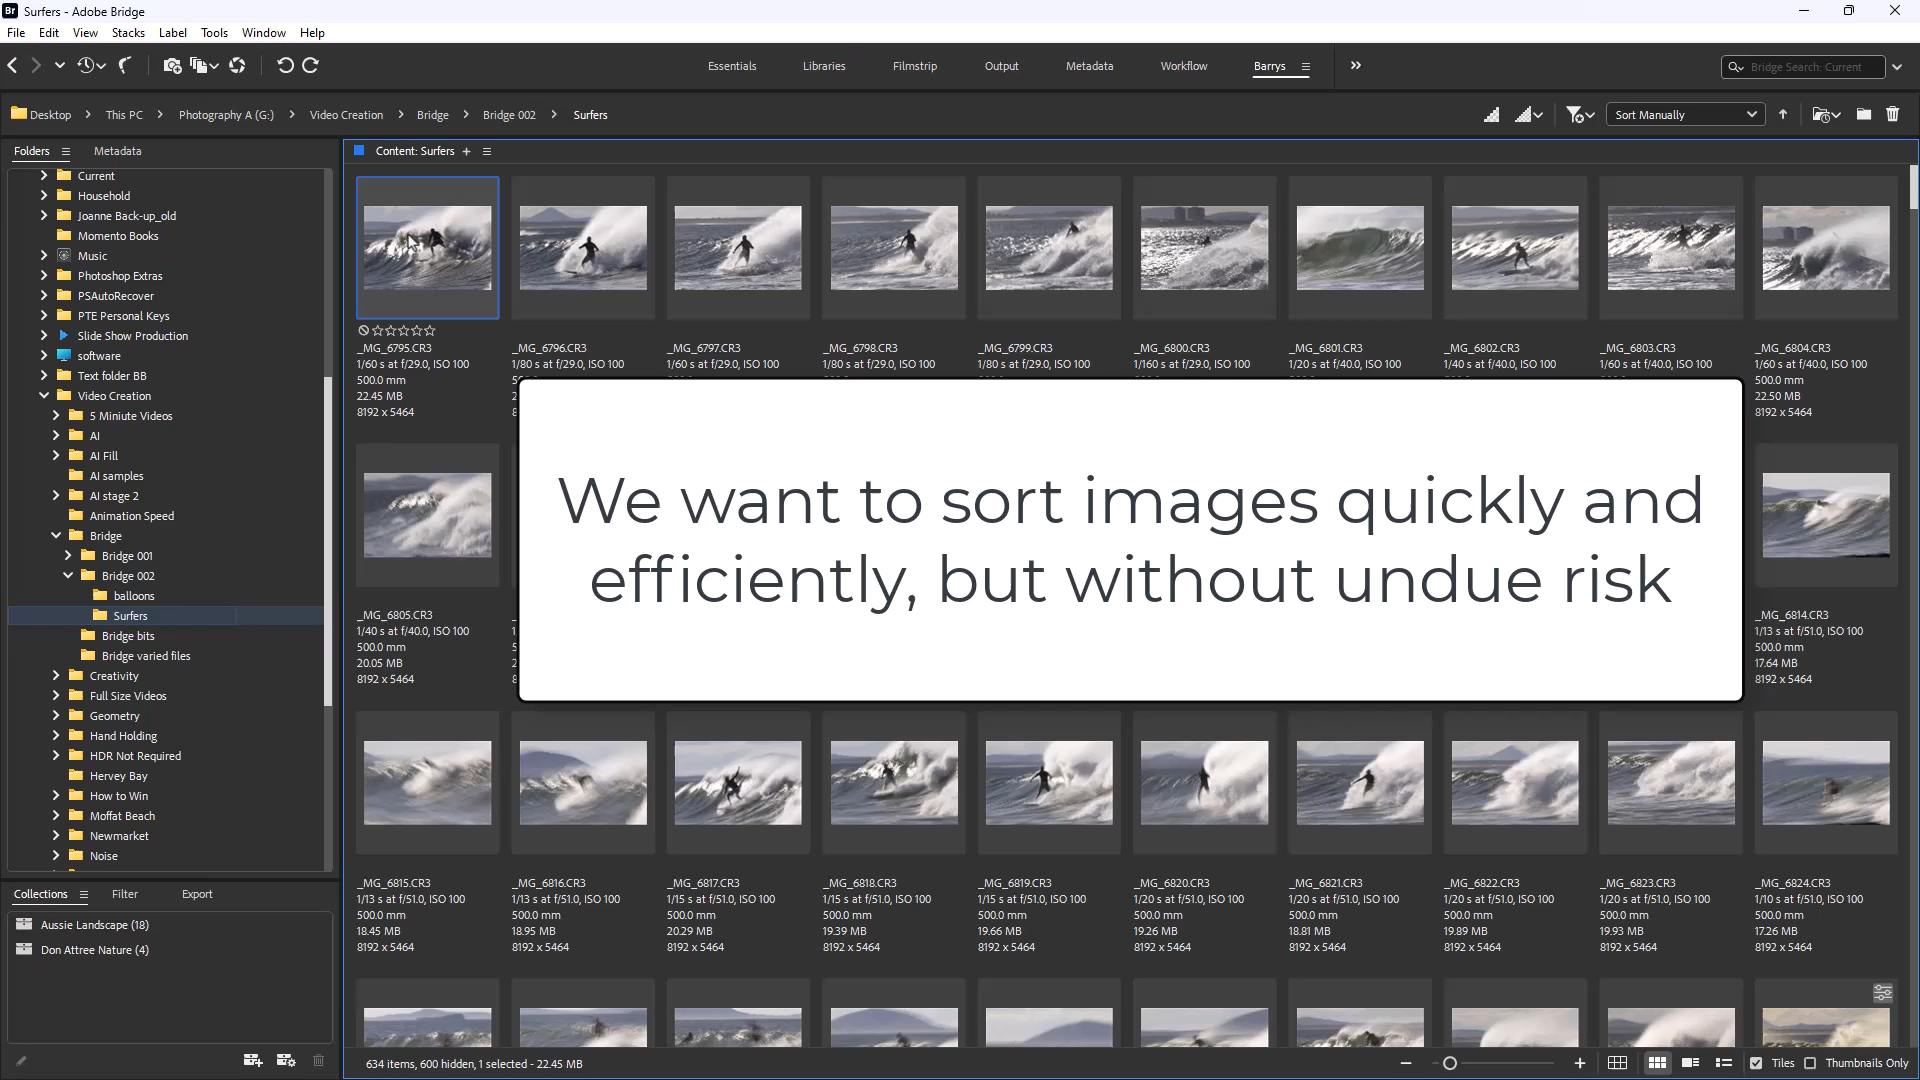 Br Surfers - Adobe Bridge
File Edit View Stacks Label Tools Window Help
Essentials Libraries Filmstrip Output Metadata Workflow Barrys
Bridge Search: Current
Desktop This PC Photography A (G:) Video Creation Bridge Bridge 002 Surfers
Sort Manually
Folders Metadata
Content: Surfers
Current
Household
Joanne Back-up_old
Momento Books
Music
Photoshop Extras
PSAutoRecover
PTE Personal Keys
Slide Show Production
software
Text folder BB
Video Creation
5 Miniute Videos
AI
AI Fill
AI samples
AI stage 2
Animation Speed
Bridge
Bridge 001
Bridge 002
balloons
Surfers
Bridge bits
Bridge varied files
Creativity
Full Size Videos
Geometry
Hand Holding
HDR Not Required
Hervey Bay
How to Win
Moffat Beach
Newmarket
Noise
Collections Filter Export
Aussie Landscape (18)
Don Attree Nature (4)
_MG_6795.CR3 _MG_6796.CR3 _MG_6797.CR3 _MG_6798.CR3 _MG_6799.CR3 _MG_6800.CR3 _MG_6801.CR3 _MG_6802.CR3 _MG_6803.CR3 _MG_6804.CR3
1/60 s at f/29.0, ISO 100 1/80 s at f/29.0, ISO 100 1/60 s at f/29.0, ISO 100 1/80 s at f/29.0, ISO 100 1/80 s at f/29.0, ISO 100 1/160 s at f/29.0, ISO 100 1/20 s at f/40.0, ISO 100 1/40 s at f/40.0, ISO 100 1/60 s at f/40.0, ISO 100 1/60 s at f/40.0, ISO 100
500.0 mm 500.0 mm
22.45 MB 22.50 MB
8192 x 5464 8192 x 5464
We want to sort images quickly and
efficiently, but without undue risk
_MG_6805.CR3 _MG_6814.CR3
1/40 s at f/40.0, ISO 100 1/13 s at f/51.0, ISO 100
500.0 mm 500.0 mm
20.05 MB 17.64 MB
8192 x 5464 8192 x 5464
_MG_6815.CR3 _MG_6816.CR3 _MG_6817.CR3 _MG_6818.CR3 _MG_6819.CR3 _MG_6820.CR3 _MG_6821.CR3 _MG_6822.CR3 _MG_6823.CR3 _MG_6824.CR3
1/13 s at f/51.0, ISO 100 1/13 s at f/51.0, ISO 100 1/15 s at f/51.0, ISO 100 1/15 s at f/51.0, ISO 100 1/15 s at f/51.0, ISO 100 1/20 s at f/51.0, ISO 100 1/20 s at f/51.0, ISO 100 1/20 s at f/51.0, ISO 100 1/20 s at f/51.0, ISO 100 1/10 s at f/51.0, ISO 100
500.0 mm 500.0 mm 500.0 mm 500.0 mm 500.0 mm 500.0 mm 500.0 mm 500.0 mm 500.0 mm 500.0 mm
18.45 MB 18.95 MB 20.29 MB 19.39 MB 19.66 MB 19.26 MB 18.81 MB 19.89 MB 19.93 MB 17.26 MB
8192 x 5464 8192 x 5464 8192 x 5464 8192 x 5464 8192 x 5464 8192 x 5464 8192 x 5464 8192 x 5464 8192 x 5464 8192 x 5464
634 items, 600 hidden, 1 selected - 22.45 MB
Tiles Thumbnails Only